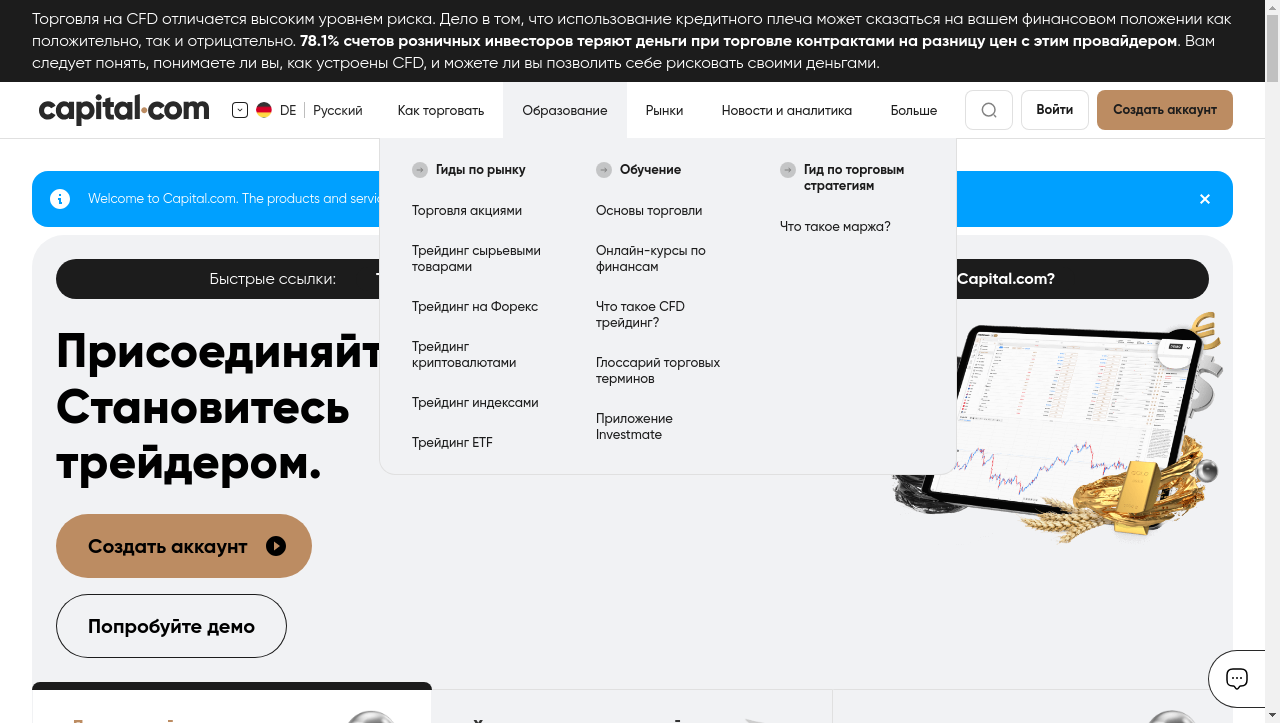 Торговля на CFD отличается высоким уровнем риска. Дело в том, что использование кредитного плеча может сказаться на вашем финансовом положении как
положительно, так и отрицательно. 78.1% счетов розничных инвесторов теряют деньги при торговле контрактами на разницу цен с этим провайдером. Вам
следует понять, понимаете ли вы, как устроены CFD, и можете ли вы позволить себе рисковать своими деньгами.
capital.com
DE
Русский
Как торговать
Образование
Рынки
Новости и аналитика
Больше
Войти
Создать аккаунт
Гиды по рынку
Торговля акциями
Трейдинг сырьевыми
товарами
Трейдинг на Форекс
Трейдинг
криптовалютами
Трейдинг индексами
Трейдинг ETF
Обучение
Основы торговли
Онлайн-курсы по
финансам
Что такое CFD
трейдинг?
Глоссарий торговых
терминов
Приложение
Investmate
Гид по торговым
стратегиям
Что такое маржа?
Welcome to Capital.com. The products and
Быстрые ссылки:
Capital.com?
Становитесь
трейдером.
Создать аккаунт
Попробуйте демо